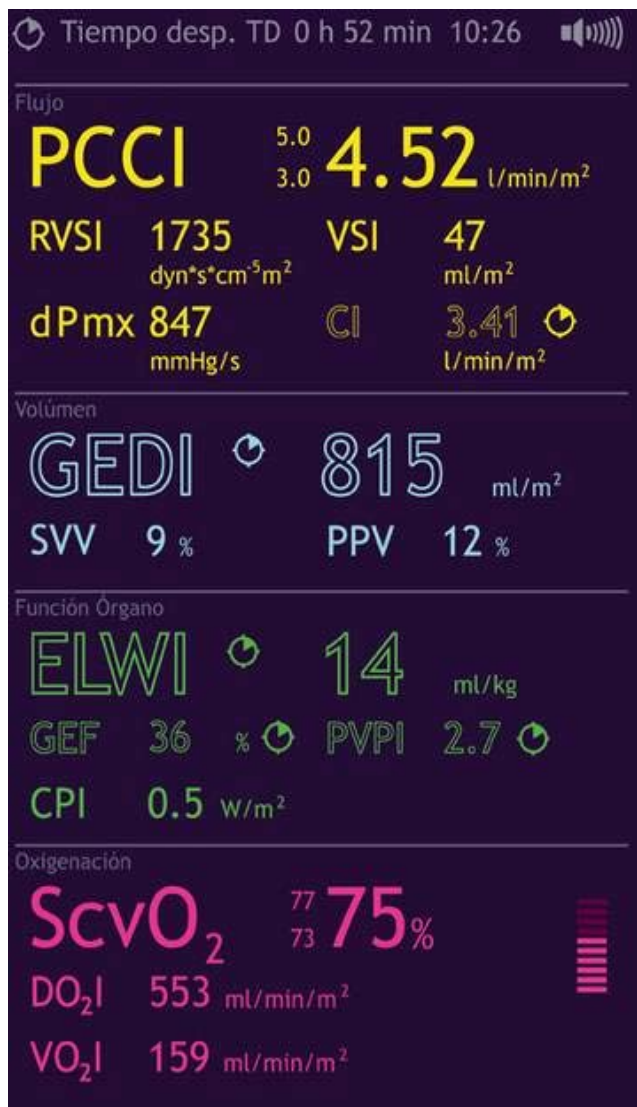 Tiempo desp. TD 0 h 52 min 10:26
Flujo
PCCI 5.0 3.0 4.52 l/min/m²
RVSI 1735 VSI 47
dyn*s*cm⁻⁵m² ml/m²
dPmx 847 CI 3.41
mmHg/s l/min/m²
Volúmen
GEDI 815 ml/m²
SVV 9 % PPV 12 %
Función Órgano
ELWI 14 ml/kg
GEF 36 % PVPI 2.7
CPI 0.5 W/m²
Oxigenación
ScvO₂ 77 73 75%
DO₂I 553 ml/min/m²
VO₂I 159 ml/min/m²